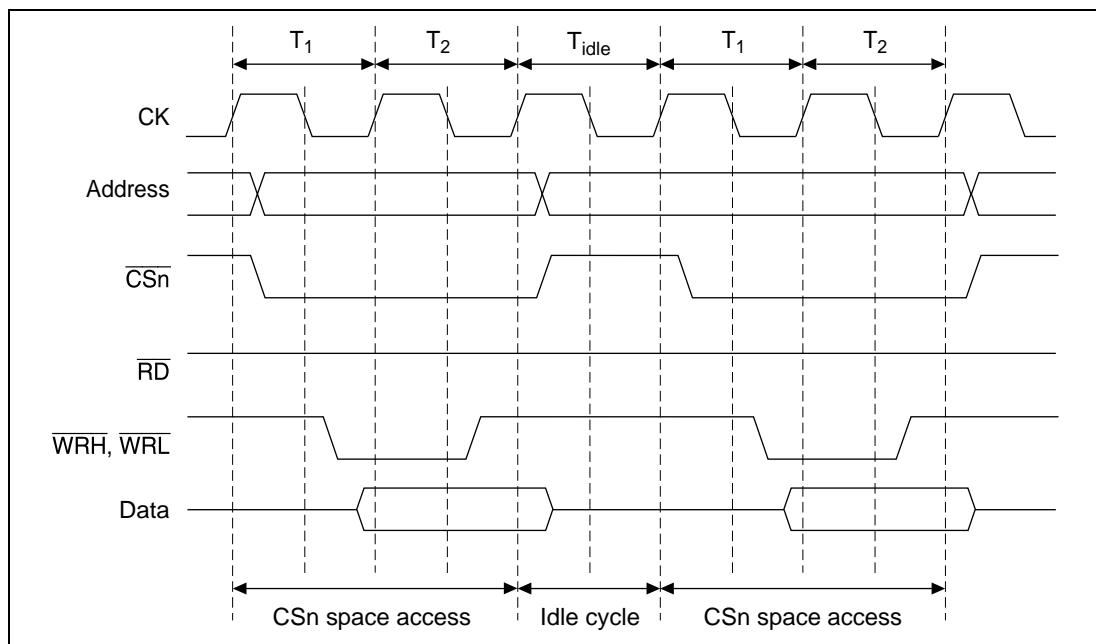 T1 T2 Tidle T1 T2
CK
Address
CSn
RD
WRH, WRL
Data
CSn space access Idle cycle CSn space access